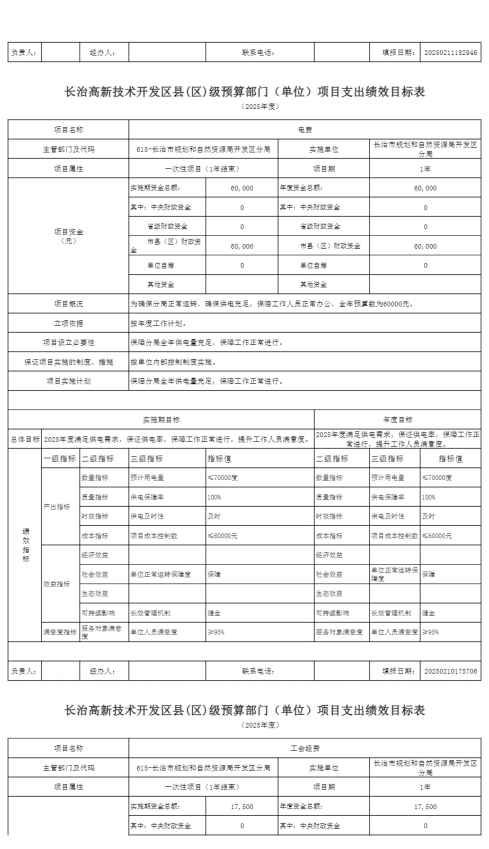 负责人： 经办人： 联系电话： 填报日期： 20250211182946
长治高新技术开发区县(区)级预算部门（单位）项目支出绩效目标表
（2025年度）
项目名称 电费
主管部门及代码 615-长治市规划和自然资源局开发区分局 实施单位 长治市规划和自然资源局开发区分局
项目属性 一次性项目（1年结束） 项目期 1年
项目资金（元） 实施期资金总额： 60,000 年度资金总额： 60,000
其中：中央财政资金 0 其中：中央财政资金 0
省级财政资金 0 省级财政资金 0
市县（区）财政资金 60,000 市县（区）财政资金 60,000
单位自筹 0 单位自筹 0
其他资金 其他资金
项目概况 为确保分局正常运转，确保供电充足，保障工作人员正常办公，全年预算数为60000元。
立项依据 按年度工作计划。
项目设立必要性 保障分局全年供电量充足，保障工作正常进行。
保证项目实施的制度、措施 按单位内部控制制度实施。
项目实施计划 保障分局全年供电量充足，保障工作正常进行。
实施期目标 年度目标
总体目标 2025年度满足供电需求，保证供电率，保障工作正常进行，提升工作人员满意度。 2025年度满足供电需求，保证供电率，保障工作正常进行，提升工作人员满意度。
绩效指标 一级指标 二级指标 三级指标 指标值 二级指标 三级指标 指标值
产出指标 数量指标 预计用电量 ≤70000度 数量指标 预计用电量 ≤70000度
质量指标 供电保障率 100% 质量指标 供电保障率 100%
时效指标 供电及时性 及时 时效指标 供电及时性 及时
成本指标 项目成本控制数 ≤60000元 成本指标 项目成本控制数 ≤60000元
效益指标 经济效益 经济效益
社会效益 单位正常运转保障度 保障 社会效益 单位正常运转保障度 保障
生态效益 生态效益
可持续影响 长效管理机制 健全 可持续影响 长效管理机制 健全
满意度指标 服务对象满意度 单位人员满意度 ≥95% 服务对象满意度 单位人员满意度 ≥95%
负责人： 经办人： 联系电话： 填报日期： 20250210175706
长治高新技术开发区县(区)级预算部门（单位）项目支出绩效目标表
（2025年度）
项目名称 工会经费
主管部门及代码 615-长治市规划和自然资源局开发区分局 实施单位 长治市规划和自然资源局开发区分局
项目属性 一次性项目（1年结束） 项目期 1年
实施期资金总额： 17,500 年度资金总额： 17,500
其中：中央财政资金 0 其中：中央财政资金 0